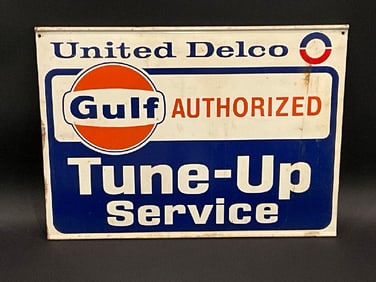 United Delco
Gulf AUTHORIZED
Tune-Up
Service